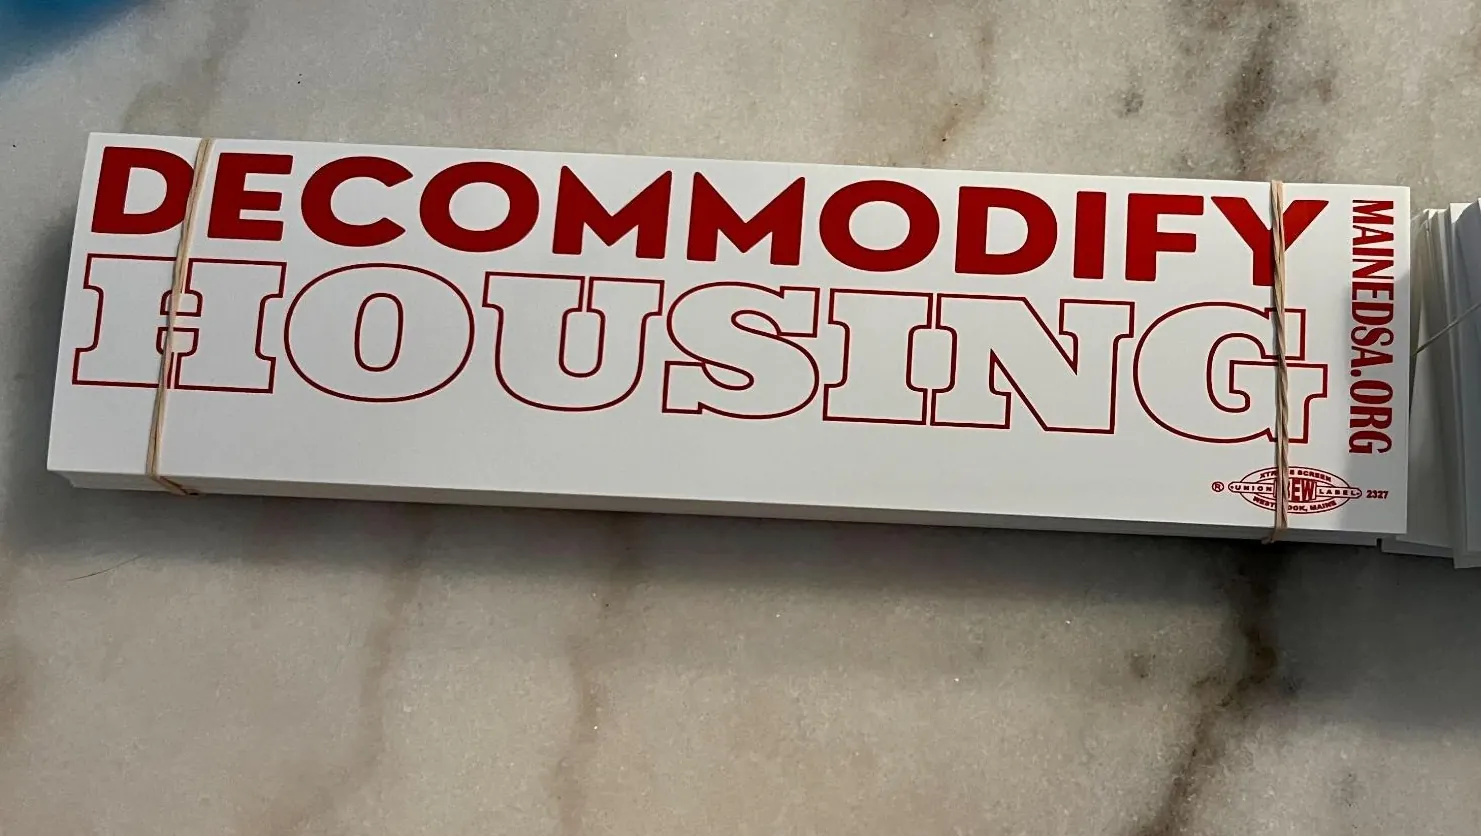 DECOMMODIFY
HOUSING
MAINEDSA.ORG
® UNION LABEL 2327